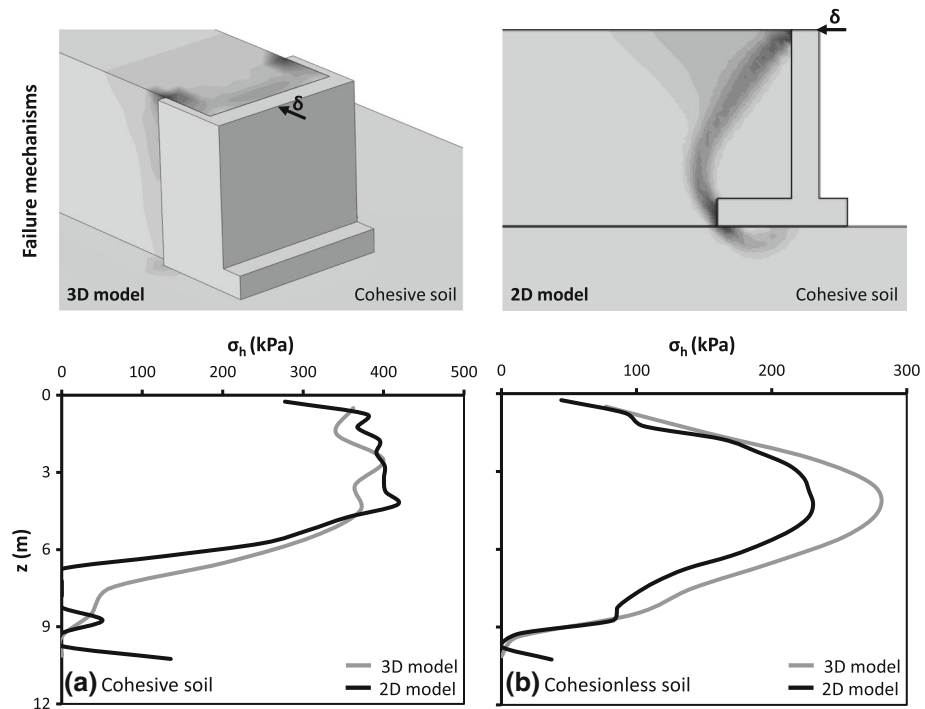 Failure mechanisms
δ
3D model
Cohesive soil
δ
2D model
Cohesive soil
σh (kPa)
0 100 200 300 400 500
z (m)
0
3
6
9
12
3D model
2D model
(a) Cohesive soil
σh (kPa)
0 100 200 300
3D model
2D model
(b) Cohesionless soil